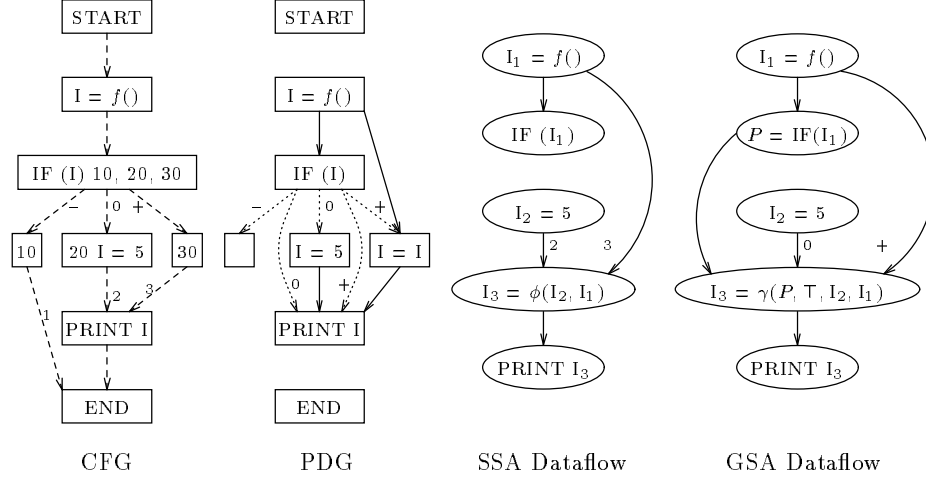 START
I = f()
IF (I) 10, 20, 30
− 0 +
10
20 I = 5
30
1
2
3
PRINT I
END
CFG
START
I = f()
IF (I)
− 0 +
I = 5
I = I
0 +
PRINT I
END
PDG
I1 = f()
IF (I1)
I2 = 5
2 3
I3 = ϕ(I2, I1)
PRINT I3
SSA Dataflow
I1 = f()
P = IF(I1)
I2 = 5
0 +
I3 = γ(P, ⊤, I2, I1)
PRINT I3
GSA Dataflow